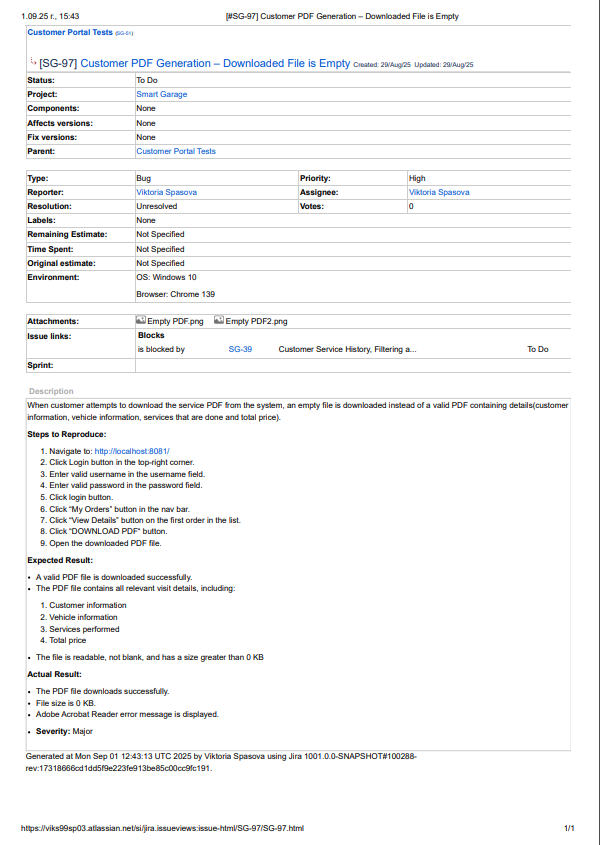 1.09.25 г., 15:43 [#SG-97] Customer PDF Generation – Downloaded File is Empty
Customer Portal Tests (SG-01)
[SG-97] Customer PDF Generation – Downloaded File is Empty Created: 29/Aug/25 Updated: 29/Aug/25
Status: To Do
Project: Smart Garage
Components: None
Affects versions: None
Fix versions: None
Parent: Customer Portal Tests
Type: Bug Priority: High
Reporter: Viktoria Spasova Assignee: Viktoria Spasova
Resolution: Unresolved Votes: 0
Labels: None
Remaining Estimate: Not Specified
Time Spent: Not Specified
Original estimate: Not Specified
Environment: OS: Windows 10
Browser: Chrome 139
Attachments: Empty PDF.png Empty PDF2.png
Issue links: Blocks
is blocked by SG-39 Customer Service History, Filtering a... To Do
Sprint:
Description
When customer attempts to download the service PDF from the system, an empty file is downloaded instead of a valid PDF containing details(customer
information, vehicle information, services that are done and total price).
Steps to Reproduce:
1. Navigate to: http://localhost:8081/
2. Click Login button in the top-right corner.
3. Enter valid username in the username field.
4. Enter valid password in the password field.
5. Click login button.
6. Click "My Orders" button in the nav bar.
7. Click "View Details" button on the first order in the list.
8. Click "DOWNLOAD PDF" button.
9. Open the downloaded PDF file.
Expected Result:
• A valid PDF file is downloaded successfully.
• The PDF file contains all relevant visit details, including:
1. Customer information
2. Vehicle information
3. Services performed
4. Total price
• The file is readable, not blank, and has a size greater than 0 KB
Actual Result:
• The PDF file downloads successfully.
• File size is 0 KB.
• Adobe Acrobat Reader error message is displayed.
• Severity: Major
Generated at Mon Sep 01 12:43:13 UTC 2025 by Viktoria Spasova using Jira 1001.0.0-SNAPSHOT#100288-
rev:17318666cd1dd5f9e223fe913be85c00cc9fc191.
https://viks99sp03.atlassian.net/si/jira.issueviews:issue-html/SG-97/SG-97.html 1/1